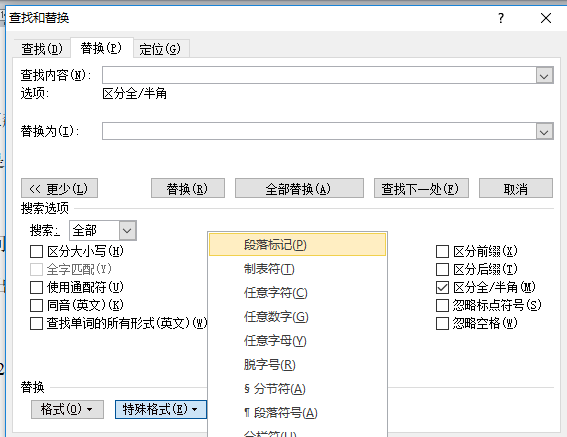 查找和替换
查找(D) 替换(P) 定位(G)
查找内容(N):
选项: 区分全/半角
替换为(I):
<< 更少(L) 替换(R) 全部替换(A) 查找下一处(F) 取消
搜索选项
搜索: 全部
区分大小写(H)
全字匹配(Y)
使用通配符(U)
同音(英文)(K)
查找单词的所有形式(英文)(W)
段落标记(P)
制表符(T)
任意字符(C)
任意数字(G)
任意字母(Y)
脱字号(R)
§ 分节符(A)
¶ 段落符号(A)
分栏符(U)
区分前缀(X)
区分后缀(T)
区分全/半角(M)
忽略标点符号(S)
忽略空格(W)
替换
格式(O) 特殊格式(E)